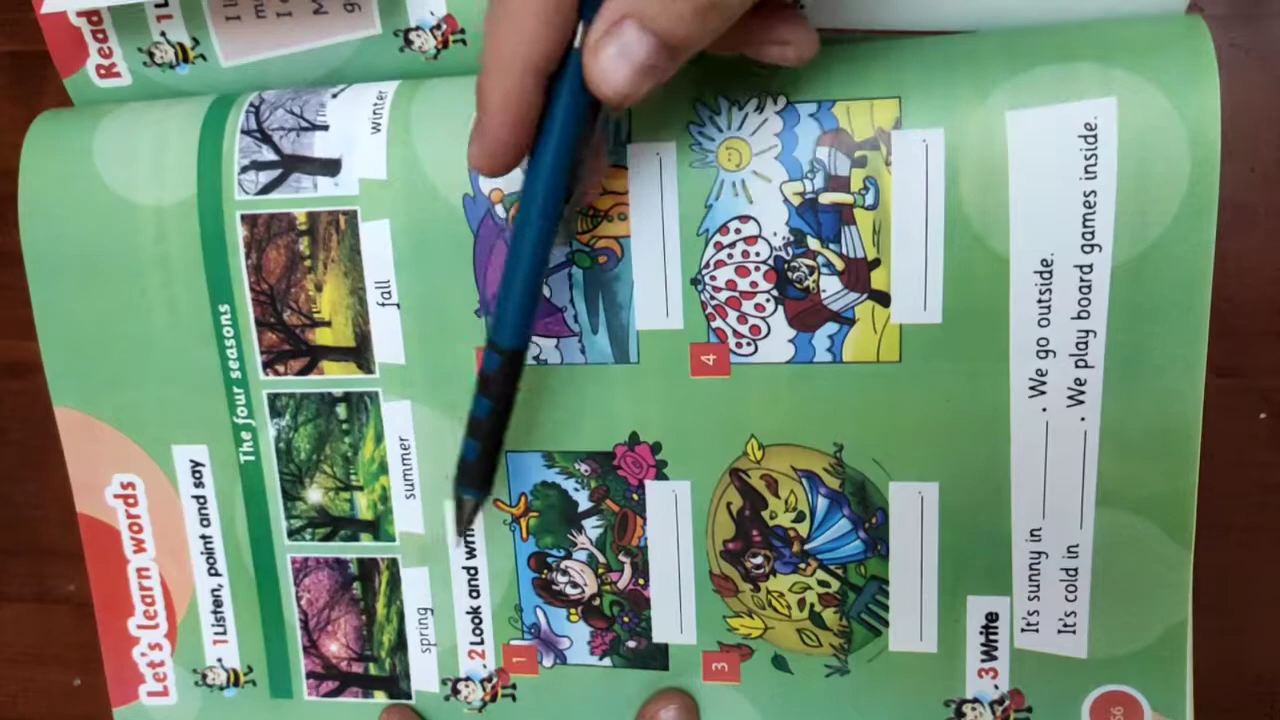 Read
Let's learn words
1 Listen, point and say
The four seasons
spring
summer
fall
winter
2 Look and
1
3
4
3 Write
It's sunny in ________. We go outside.
It's cold in ________. We play board games inside.
56